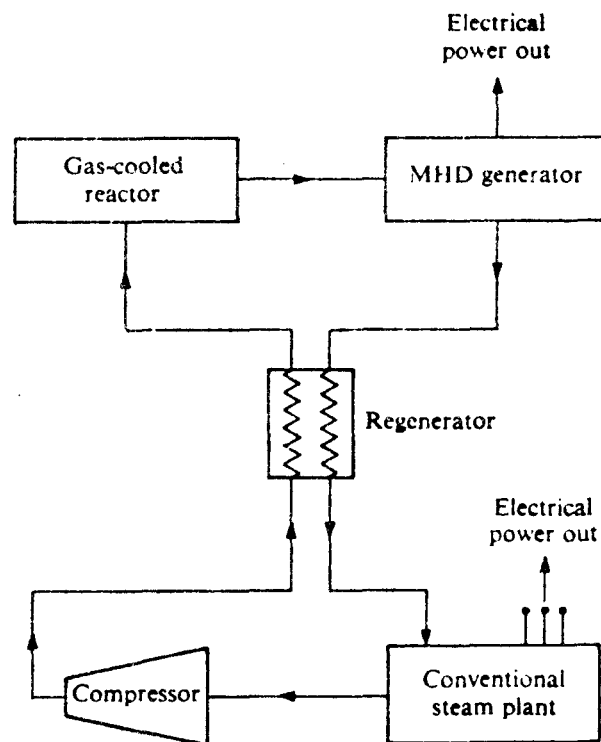 Electrical
power out
Gas-cooled
reactor
MHD generator
Regenerator
Electrical
power out
Compressor
Conventional
steam plant